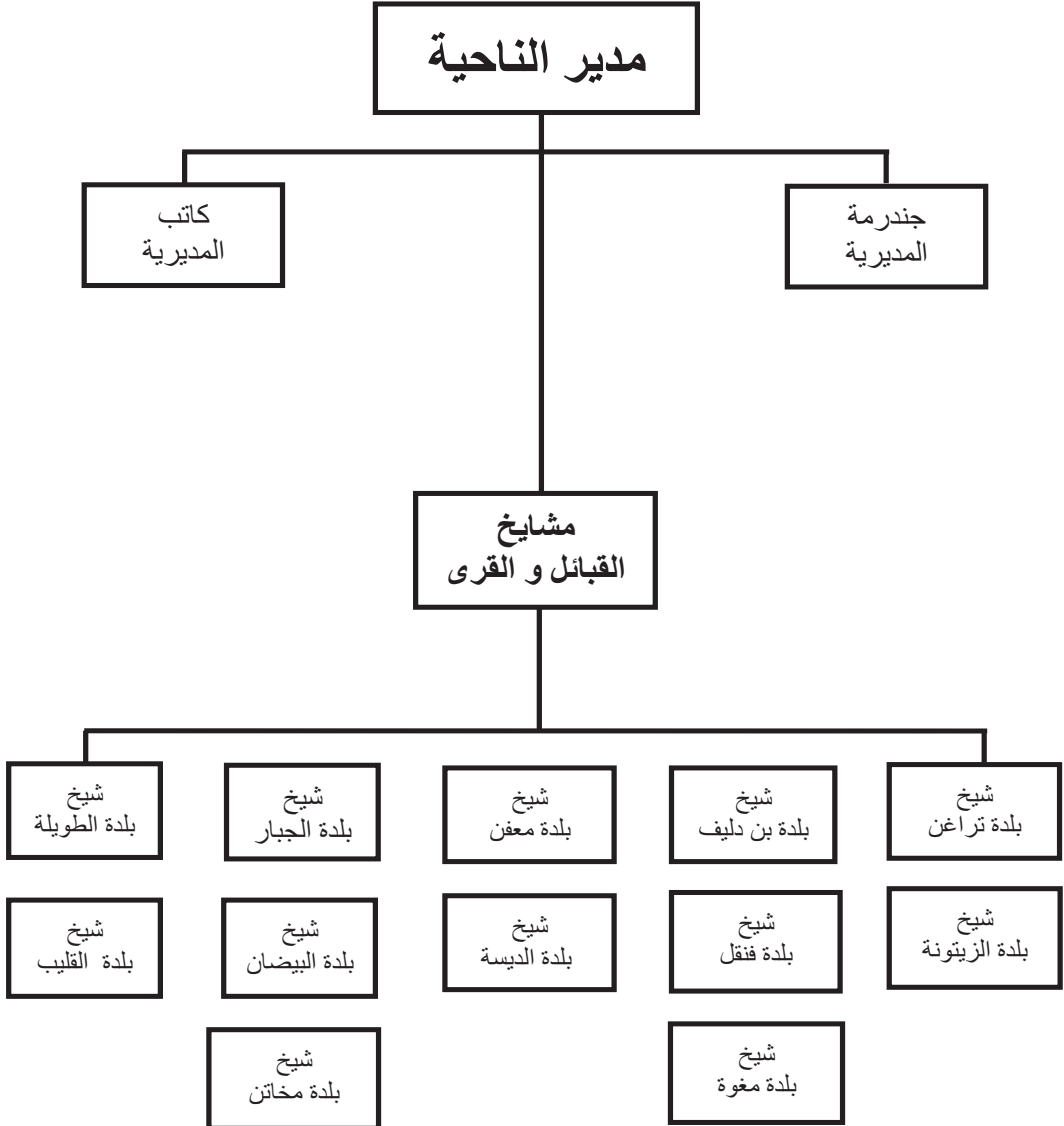 مدير الناحية
جندرمة
المديرية
كاتب
المديرية
مشايخ
القبائل و القرى
شيخ
بلدة تراغن
شيخ
بلدة بن دليف
شيخ
بلدة معفن
شيخ
بلدة الجبار
شيخ
بلدة الطويلة
شيخ
بلدة الزيتونة
شيخ
بلدة فنقل
شيخ
بلدة الديسة
شيخ
بلدة البيضان
شيخ
بلدة القليب
شيخ
بلدة مغوة
شيخ
بلدة مخاتن